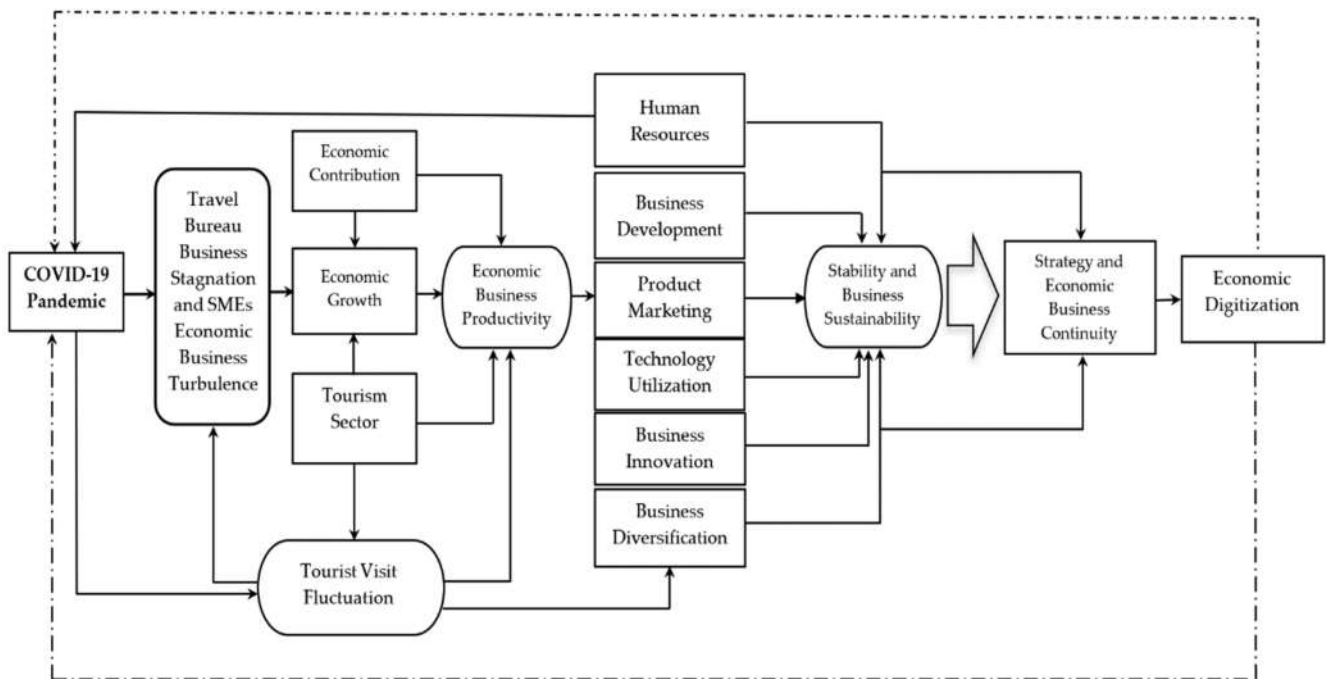 Human
Resources
Economic
Contribution
Travel
Bureau
Business
Stagnation
and SMEs
Economic
Business
Turbulence
Business
Development
COVID-19
Pandemic
Economic
Growth
Economic
Business
Productivity
Product
Marketing
Stability and
Business
Sustainability
Strategy and
Economic
Business
Continuity
Economic
Digitization
Technology
Utilization
Tourism
Sector
Business
Innovation
Business
Diversification
Tourist Visit
Fluctuation